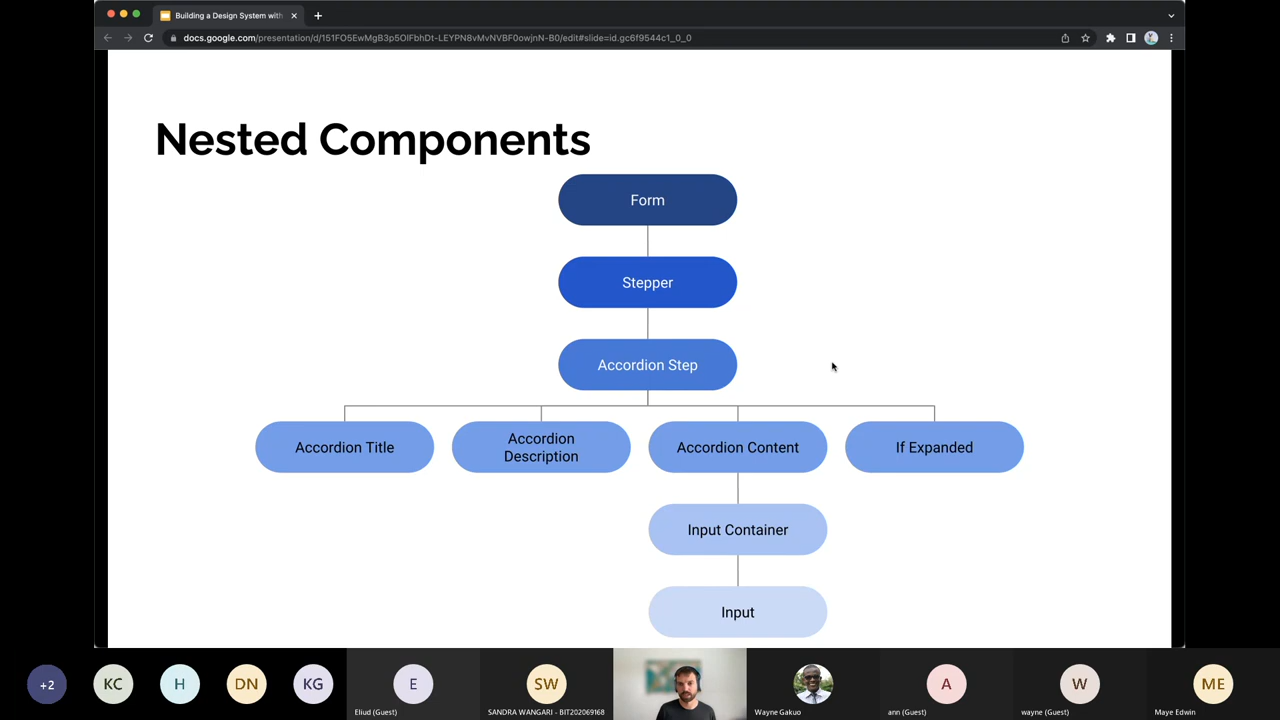 Building a Design System with
docs.google.com/presentation/d/151FO5EwMgB3p5OlFbhDt-LEYPN8vMvNVBF0owjnN-B0/edit#slide=id.gc6f9544c1_0_0
Nested Components
Form
Stepper
Accordion Step
Accordion Title
Accordion
Description
Accordion Content
If Expanded
Input Container
Input
+2
KC
H
DN
KG
E
SW
A
W
ME
Eliud (Guest)
SANDRA WANGARI - BIT202069168
Wayne Gakuo
ann (Guest)
wayne (Guest)
Maye Edwin